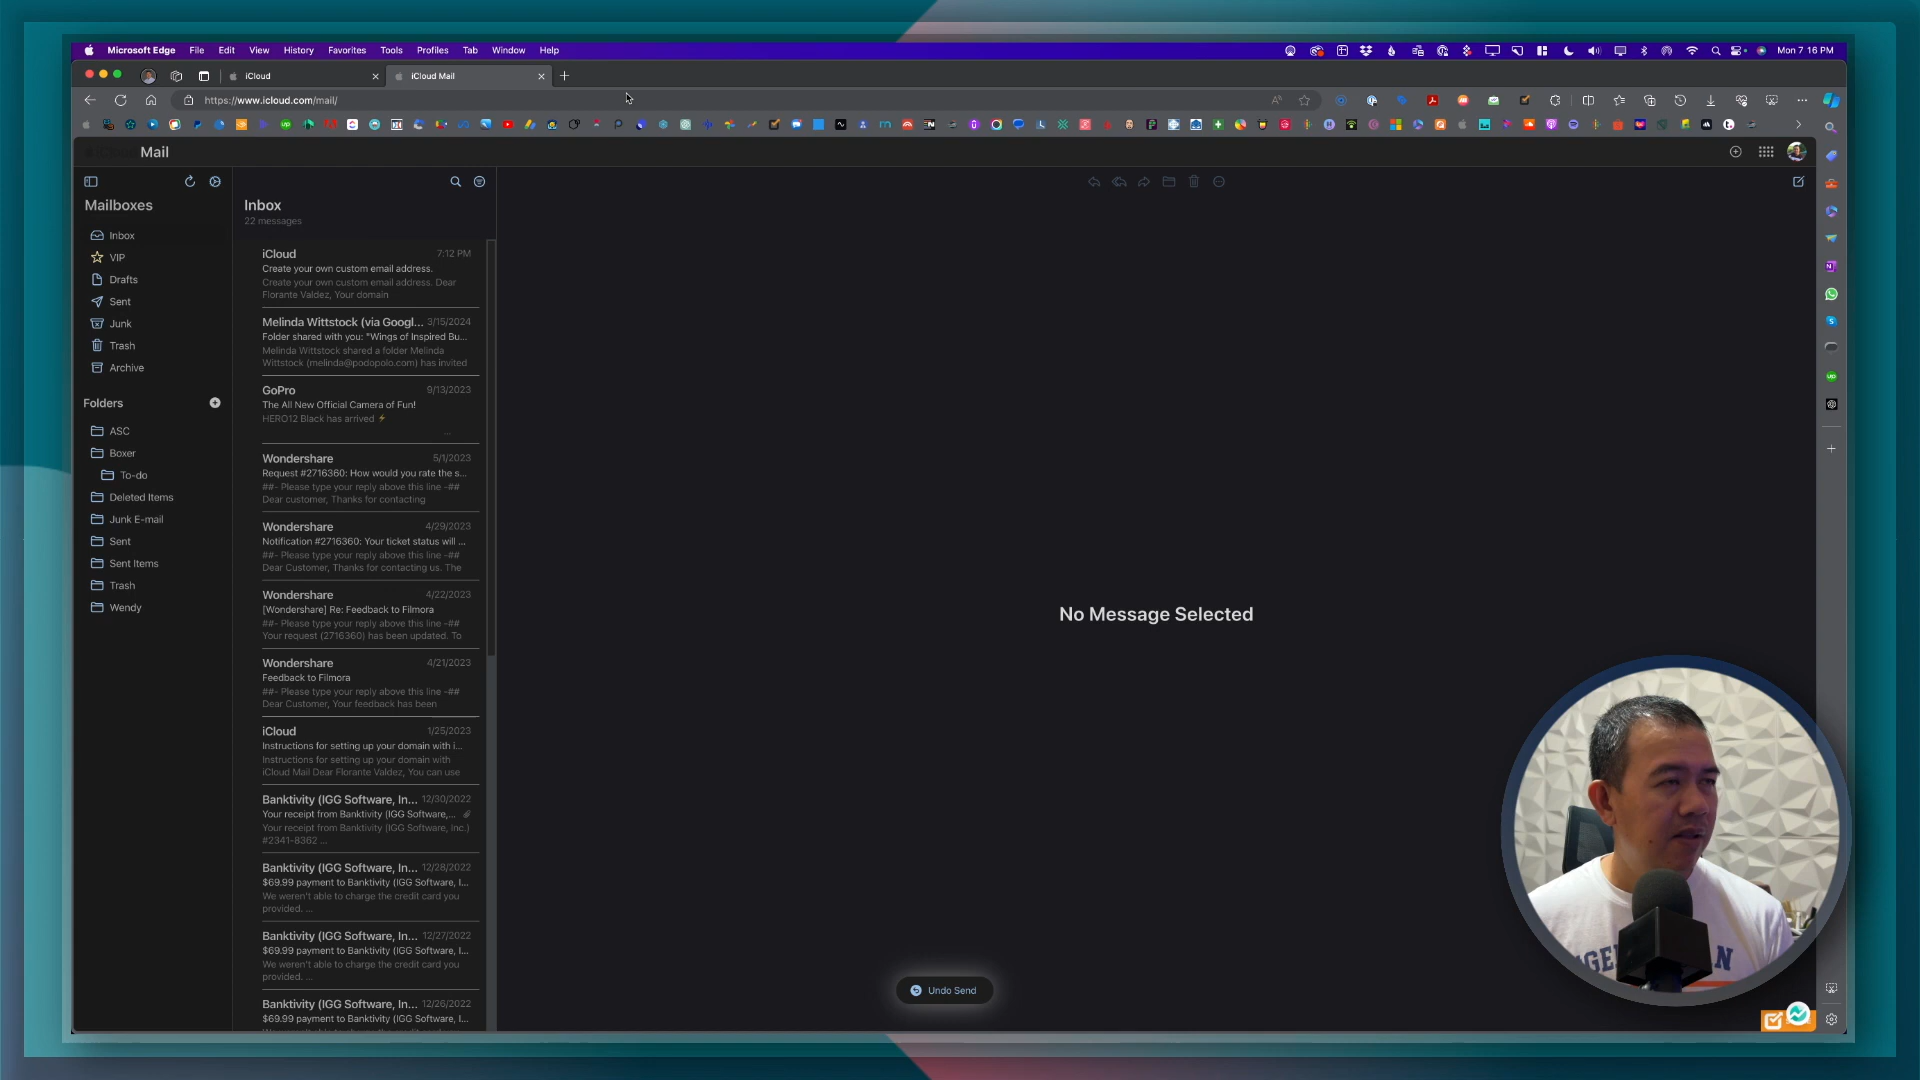 Microsoft Edge File Edit View History Favorites Tools Profiles Tab Window Help Mon 7 16 PM
iCloud iCloud Mail
https://www.icloud.com/mail/
iCloud Mail
Mailboxes
Inbox
VIP
Drafts
Sent
Junk
Trash
Archive
Folders
ASC
Boxer
To-do
Deleted Items
Junk E-mail
Sent
Sent Items
Trash
Wendy
Inbox
22 messages
iCloud 7:12 PM
Create your own custom email address.
Create your own custom email address. Dear
Florante Valdez, Your domain
Melinda Wittstock (via Googl... 3/15/2024
Folder shared with you: "Wings of Inspired Bu...
Melinda Wittstock shared a folder Melinda
Wittstock (melinda@podopolo.com) has invited
GoPro 9/13/2023
The All New Official Camera of Fun!
HERO12 Black has arrived ⚡
...
Wondershare 5/1/2023
Request #2716360: How would you rate the s...
##- Please type your reply above this line -##
Dear customer, Thanks for contacting
Wondershare 4/29/2023
Notification #2716360: Your ticket status will ...
##- Please type your reply above this line -##
Dear Customer, Thanks for contacting us. The
Wondershare 4/22/2023
[Wondershare] Re: Feedback to Filmora
##- Please type your reply above this line -##
Your request (2716360) has been updated. To
Wondershare 4/21/2023
Feedback to Filmora
##- Please type your reply above this line -##
Dear Customer, Your feedback has been
iCloud 1/25/2023
Instructions for setting up your domain with i...
Instructions for setting up your domain with
iCloud Mail Dear Florante Valdez, You can use
Banktivity (IGG Software, In... 12/30/2022
Your receipt from Banktivity (IGG Software,...
Your receipt from Banktivity (IGG Software, Inc.)
#2341-8362 ...
Banktivity (IGG Software, In... 12/28/2022
$69.99 payment to Banktivity (IGG Software, I...
We weren't able to charge the credit card you
provided. ...
Banktivity (IGG Software, In... 12/27/2022
$69.99 payment to Banktivity (IGG Software, I...
We weren't able to charge the credit card you
provided. ...
Banktivity (IGG Software, In... 12/26/2022
$69.99 payment to Banktivity (IGG Software, I...
No Message Selected
Undo Send